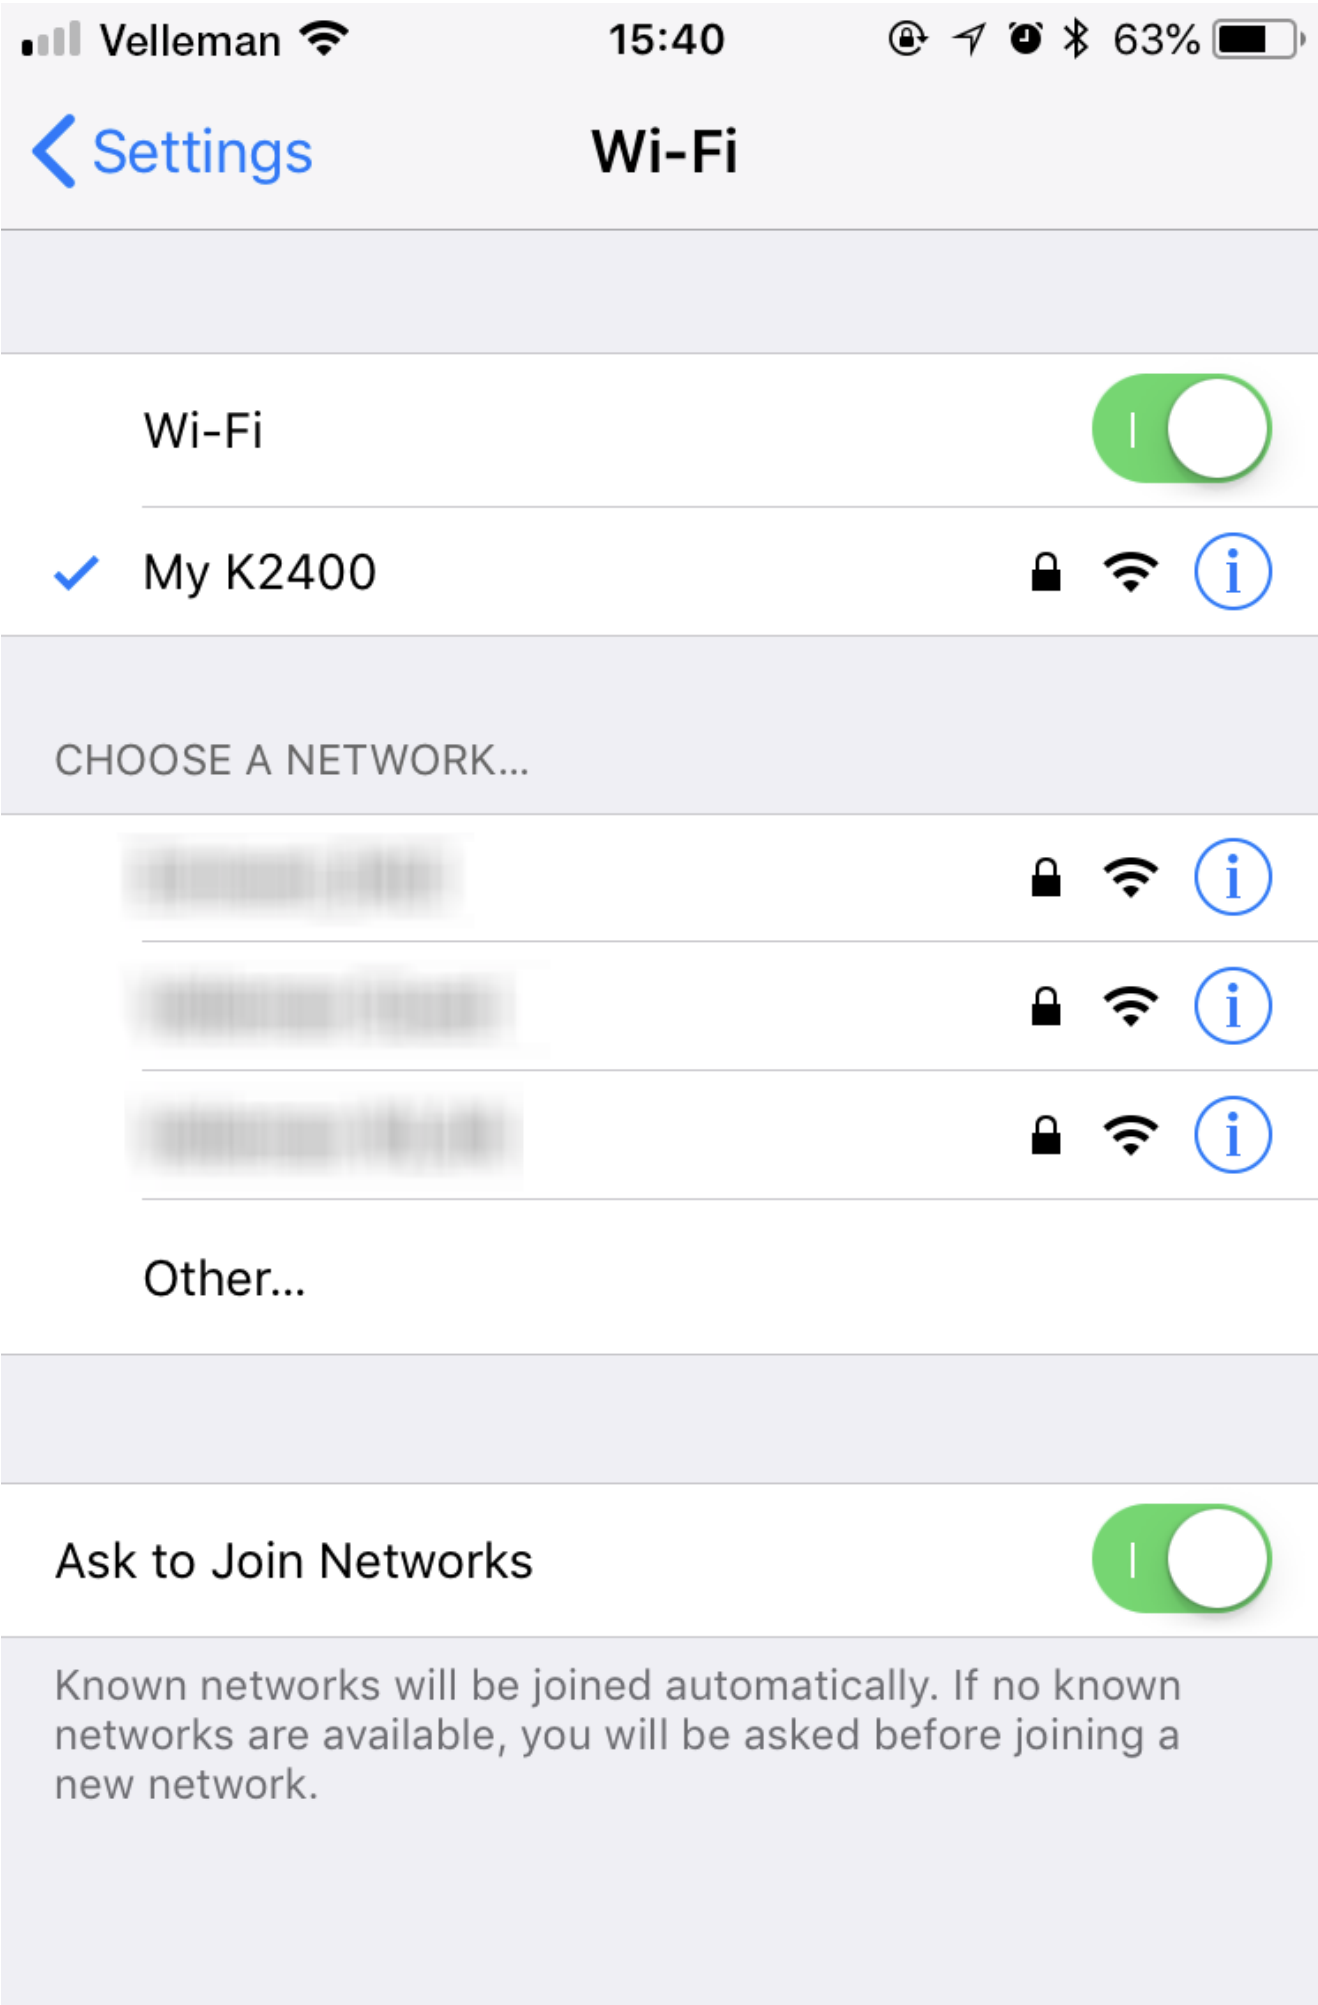 Velleman 15:40 63%
Settings Wi-Fi
Wi-Fi
My K2400
CHOOSE A NETWORK...
Other...
Ask to Join Networks
Known networks will be joined automatically. If no known
networks are available, you will be asked before joining a
new network.